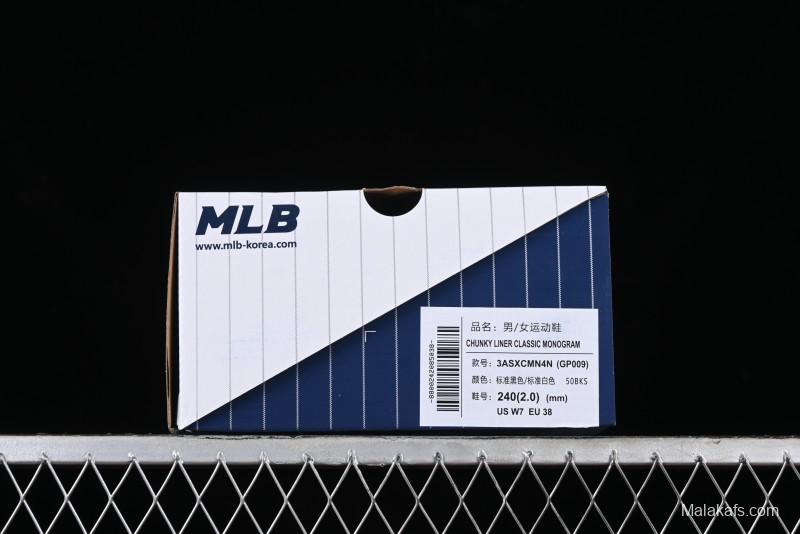 MLB
www.mlb-korea.com
品名: 男/女运动鞋
CHUNKY LINER CLASSIC MONOGRAM
款号: 3ASXCMN4N (GP009)
颜色: 标准黑色/标准白色 50BKS
鞋号: 240(2.0) (mm)
US W7 EU 38
Malakafs.com